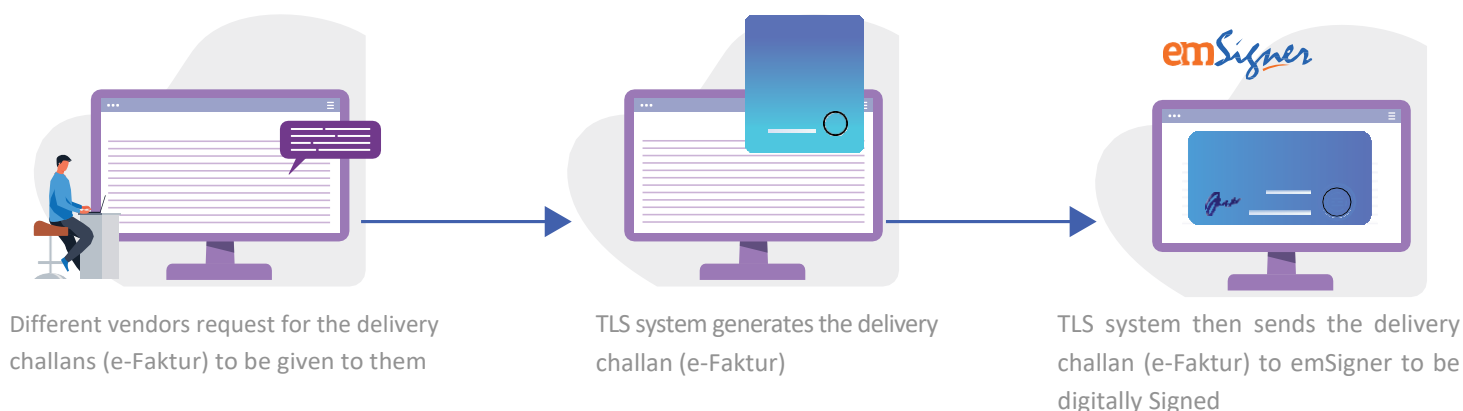 emSigner
Different vendors request for the delivery
challans (e-Faktur) to be given to them
TLS system generates the delivery
challan (e-Faktur)
TLS system then sends the delivery
challan (e-Faktur) to emSigner to be
digitally Signed